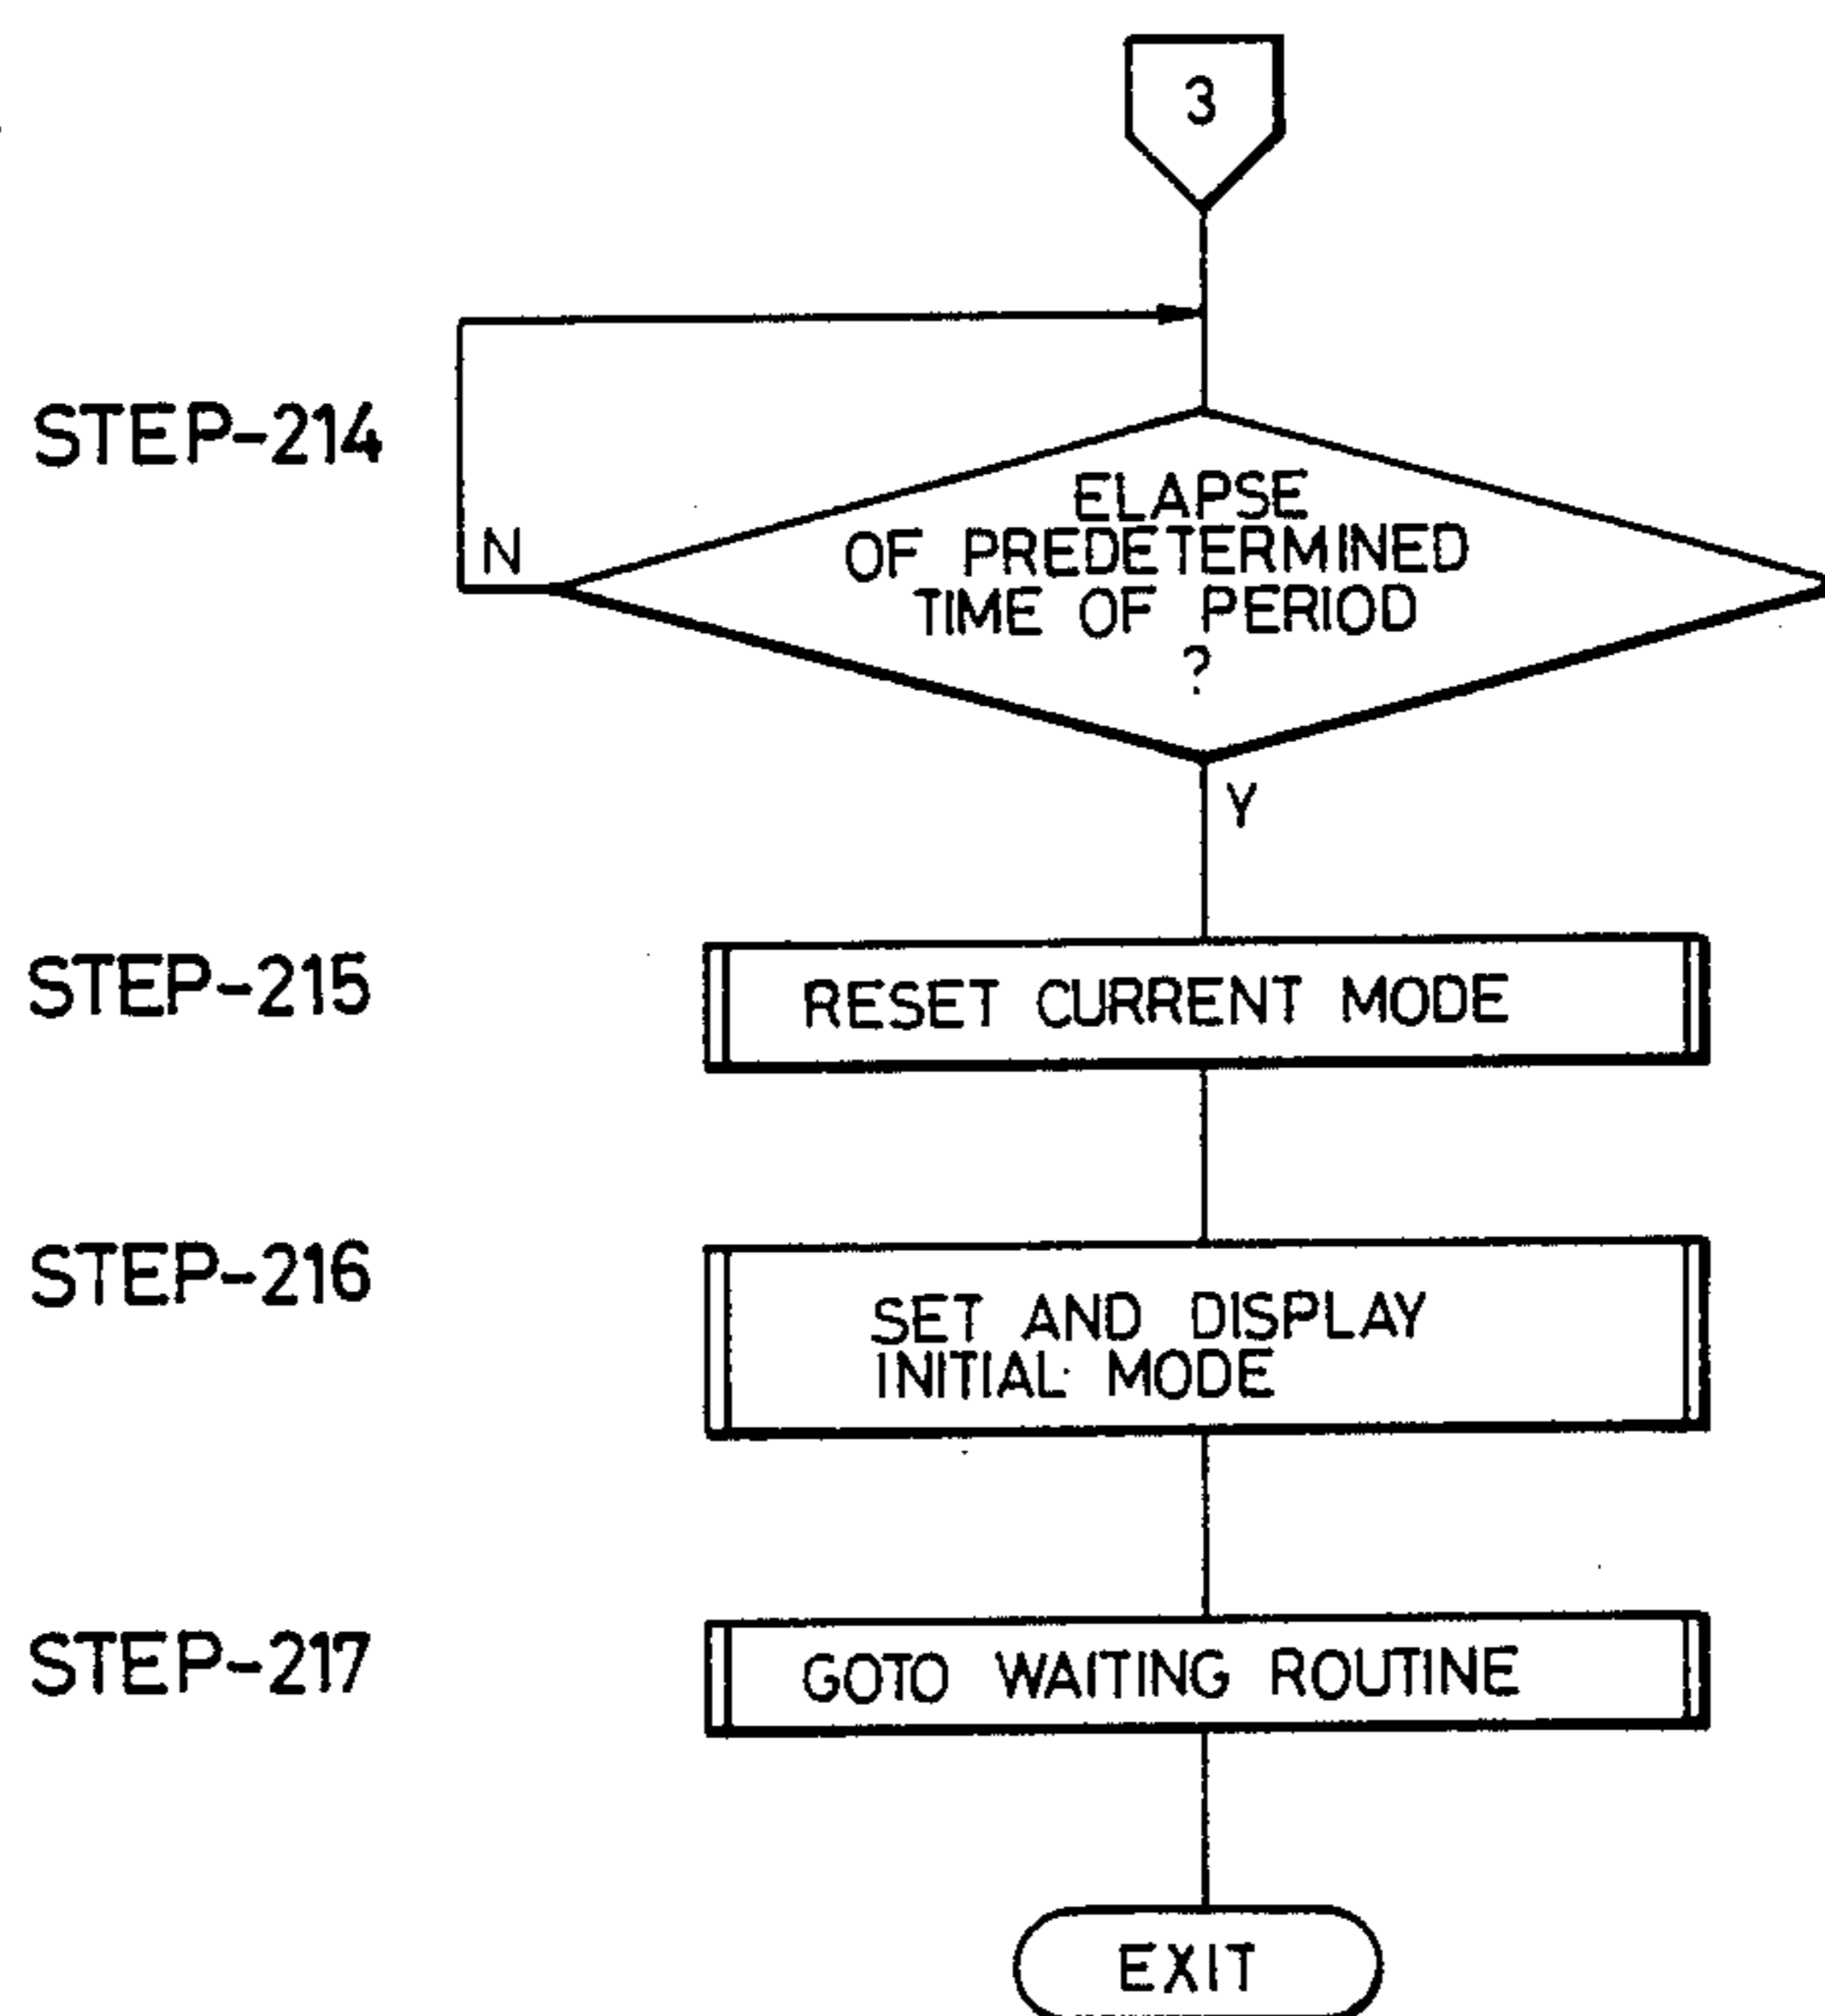 3
STEP-214
N
ELAPSE
OF PREDETERMINED
TIME OF PERIOD
?
Y
STEP-215
RESET CURRENT MODE
STEP-216
SET AND DISPLAY
INITIAL MODE
STEP-217
GOTO WAITING ROUTINE
EXIT